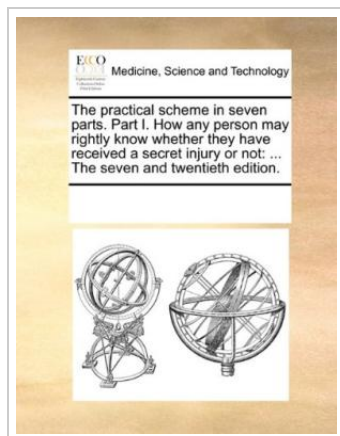 ECCO
Medicine, Science and Technology
The practical scheme in seven
parts. Part I. How any person may
rightly know whether they have
received a secret injury or not: ...
The seven and twentieth edition.